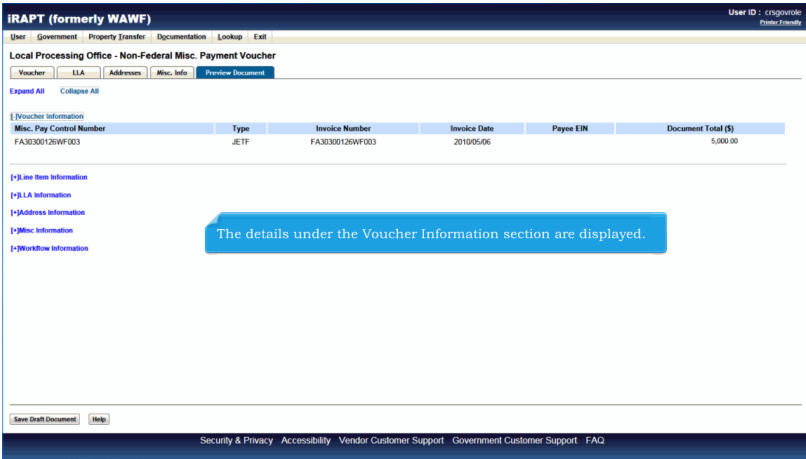 iRAPT (formerly WAWF)
User ID : crsgovrole
Printer Friendly
User Government Property Transfer Documentation Lookup Exit
Local Processing Office - Non-Federal Misc. Payment Voucher
Voucher LLA Addresses Misc. Info Preview Document
Expand All Collapse All
[-]Voucher Information
Misc. Pay Control Number Type Invoice Number Invoice Date Payee EIN Document Total ($)
FA30300126WF003 JETF FA30300126WF003 2010/05/06 5,000.00
[+]Line Item Information
[+]LLA Information
[+]Address Information
[+]Misc Information
[+]Workflow Information
The details under the Voucher Information section are displayed.
Save Draft Document Help
Security & Privacy Accessibility Vendor Customer Support Government Customer Support FAQ